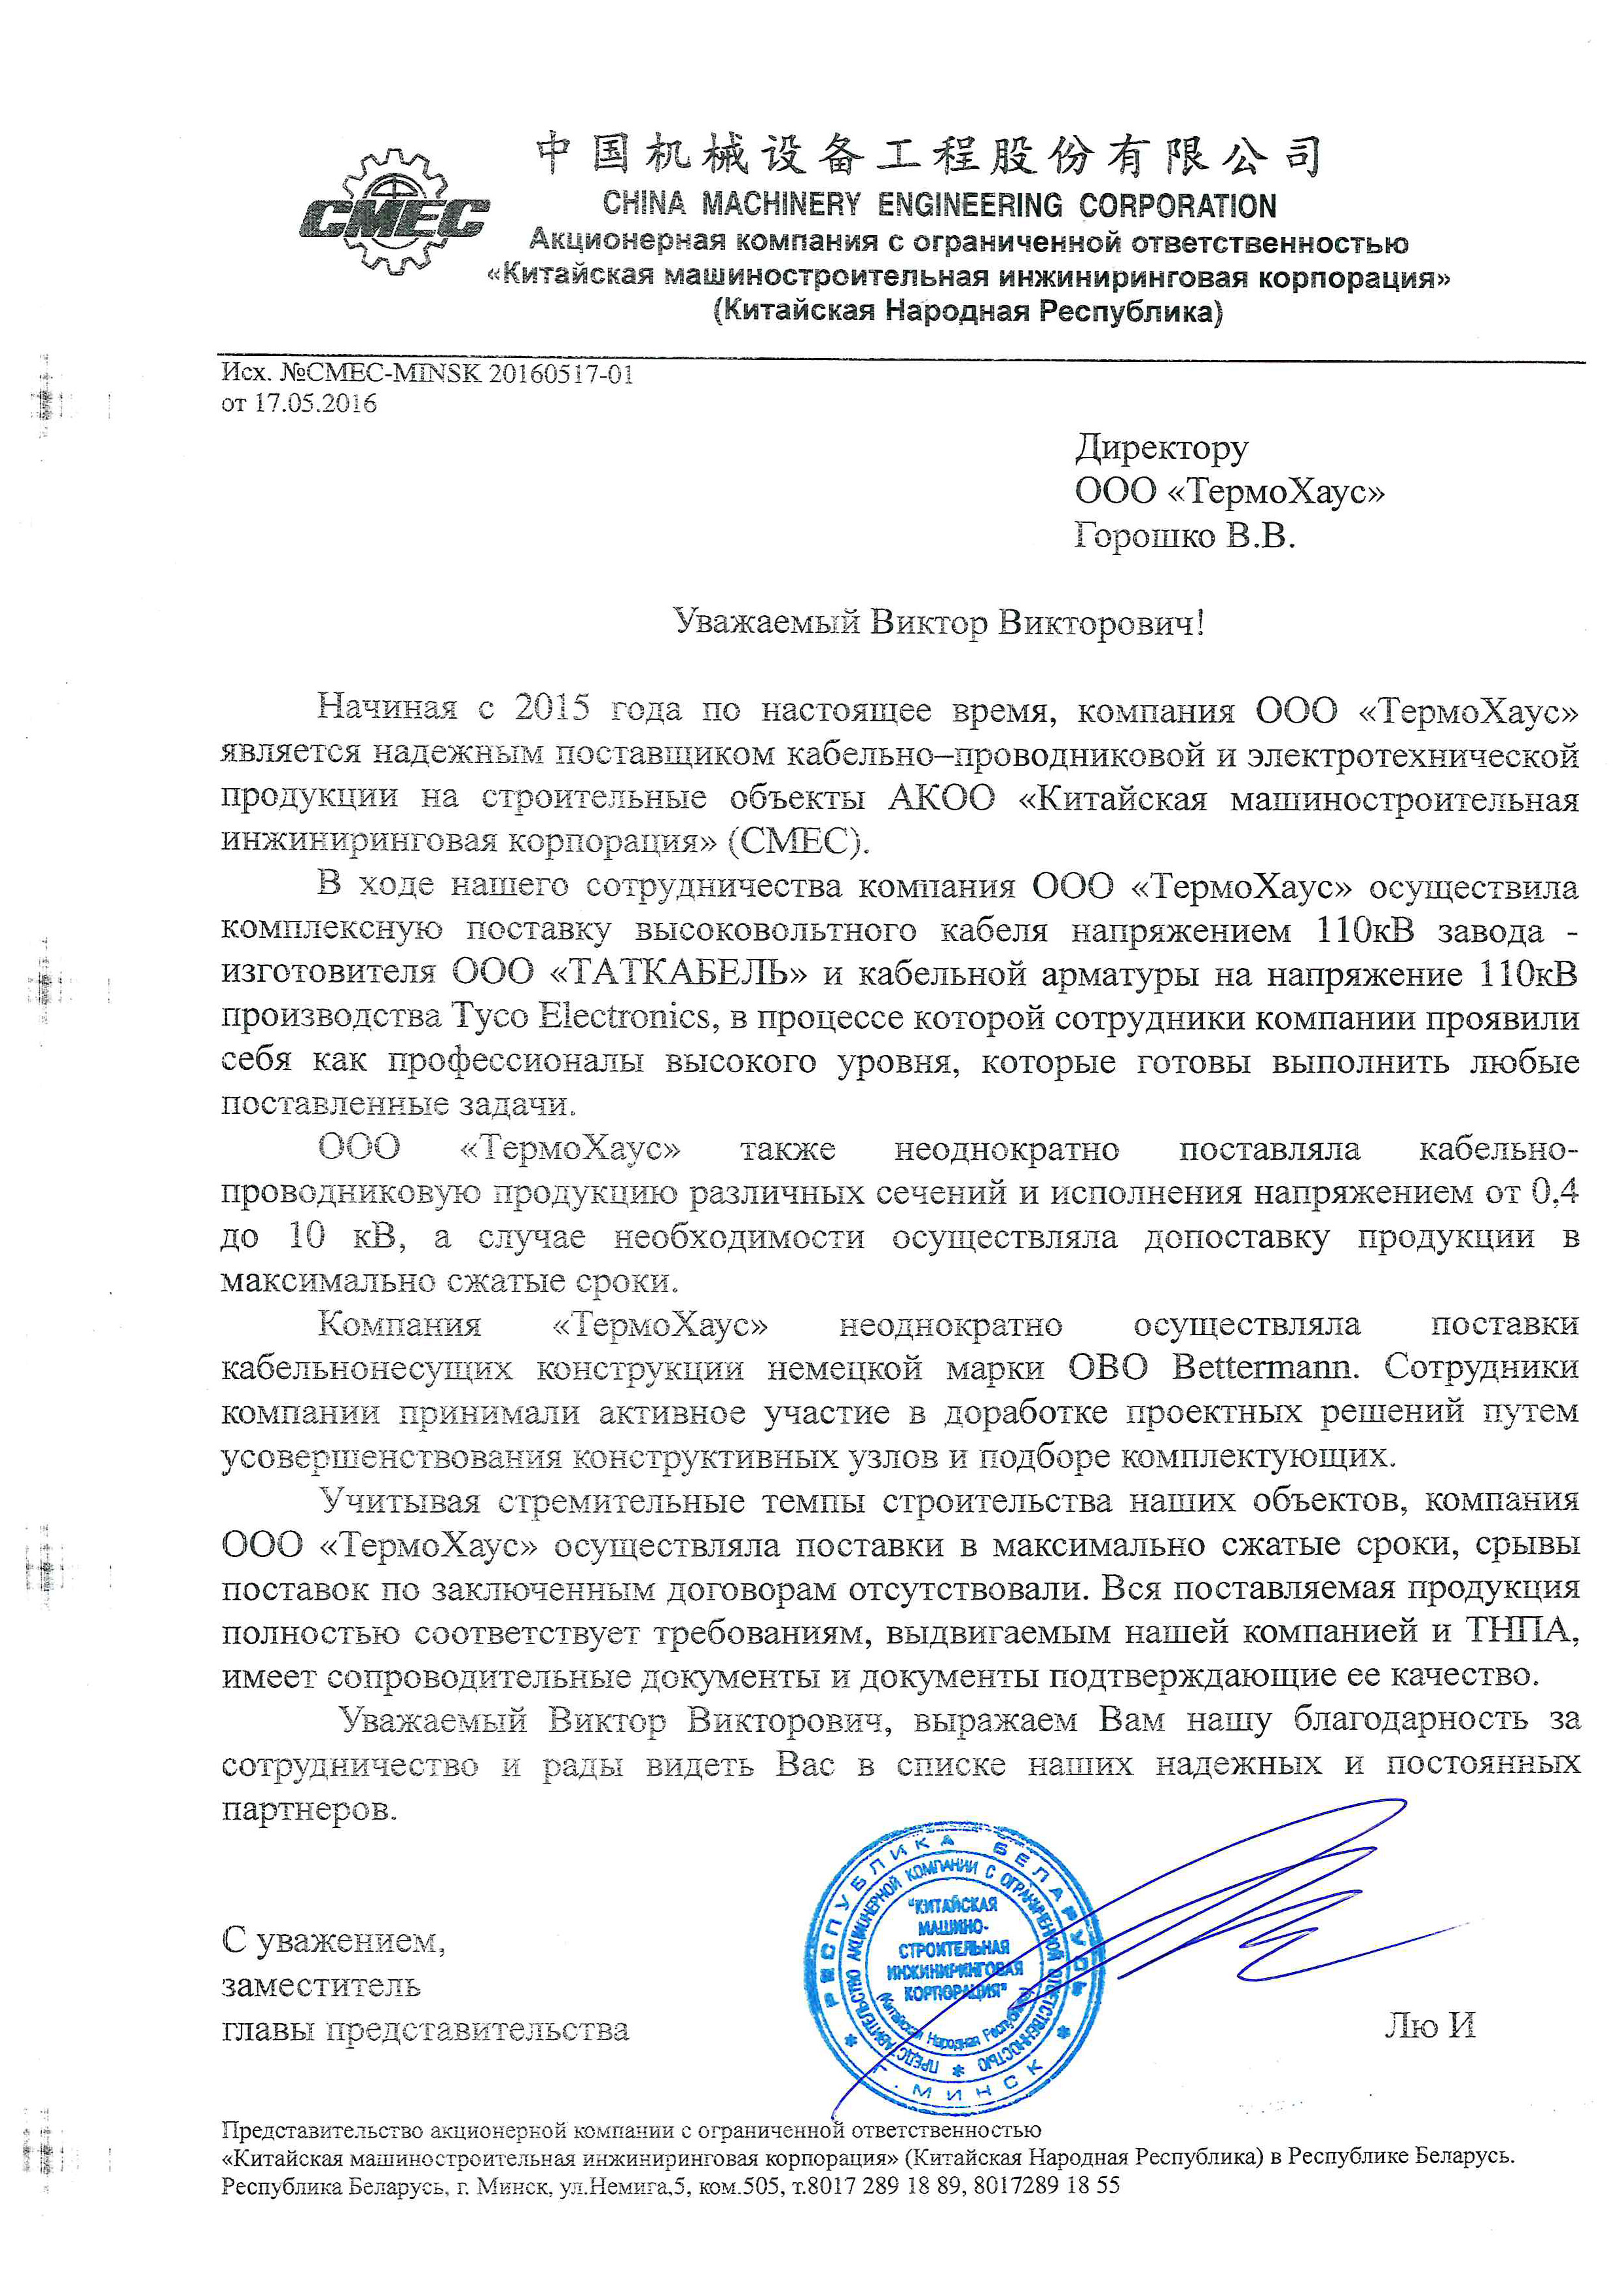 中国机械设备工程股份有限公司
CMEC
CHINA MACHINERY ENGINEERING CORPORATION
Акционерная компания с ограниченной ответственностью
«Китайская машиностроительная инжиниринговая корпорация»
(Китайская Народная Республика)
Исх. №CMEC-MINSK 20160517-01
от 17.05.2016
Директору
ООО «ТермоХаус»
Горошко В.В.
Уважаемый Виктор Викторович!
Начиная с 2015 года по настоящее время, компания ООО «ТермоХаус»
является надежным поставщиком кабельно–проводниковой и электротехнической
продукции на строительные объекты АКОО «Китайская машиностроительная
инжиниринговая корпорация» (СМЕС).
В ходе нашего сотрудничества компания ООО «ТермоХаус» осуществила
комплексную поставку высоковольтного кабеля напряжением 110кВ завода -
изготовителя ООО «ТАТКАБЕЛЬ» и кабельной арматуры на напряжение 110кВ
производства Tyco Electronics, в процессе которой сотрудники компании проявили
себя как профессионалы высокого уровня, которые готовы выполнить любые
поставленные задачи.
ООО «ТермоХаус» также неоднократно поставляла кабельно-
проводниковую продукцию различных сечений и исполнения напряжением от 0,4
до 10 кВ, а случае необходимости осуществляла допоставку продукции в
максимально сжатые сроки.
Компания «ТермоХаус» неоднократно осуществляла поставки
кабельнонесущих конструкции немецкой марки OBO Bettermann. Сотрудники
компании принимали активное участие в доработке проектных решений путем
усовершенствования конструктивных узлов и подборе комплектующих.
Учитывая стремительные темпы строительства наших объектов, компания
ООО «ТермоХаус» осуществляла поставки в максимально сжатые сроки, срывы
поставок по заключенным договорам отсутствовали. Вся поставляемая продукция
полностью соответствует требованиям, выдвигаемым нашей компанией и ТНПА,
имеет сопроводительные документы и документы подтверждающие ее качество.
Уважаемый Виктор Викторович, выражаем Вам нашу благодарность за
сотрудничество и рады видеть Вас в списке наших надежных и постоянных
партнеров.
РЕСПУБЛИКА БЕЛАРУСЬ
* Г. МИНСК *
ПРЕДСТАВИТЕЛЬСТВО АКЦИОНЕРНОЙ КОМПАНИИ С ОГРАНИЧЕННОЙ ОТВЕТСТВЕННОСТЬЮ *
"КИТАЙСКАЯ
МАШИНО-
СТРОИТЕЛЬНАЯ
ИНЖИНИРИНГОВАЯ
КОРПОРАЦИЯ"
(Китайская Народная Республика)
С уважением,
заместитель
главы представительства
Лю И
Представительство акционерной компании с ограниченной ответственностью
«Китайская машиностроительная инжиниринговая корпорация» (Китайская Народная Республика) в Республике Беларусь.
Республика Беларусь, г. Минск, ул.Немига,5, ком.505, т.8017 289 18 89, 8017289 18 55